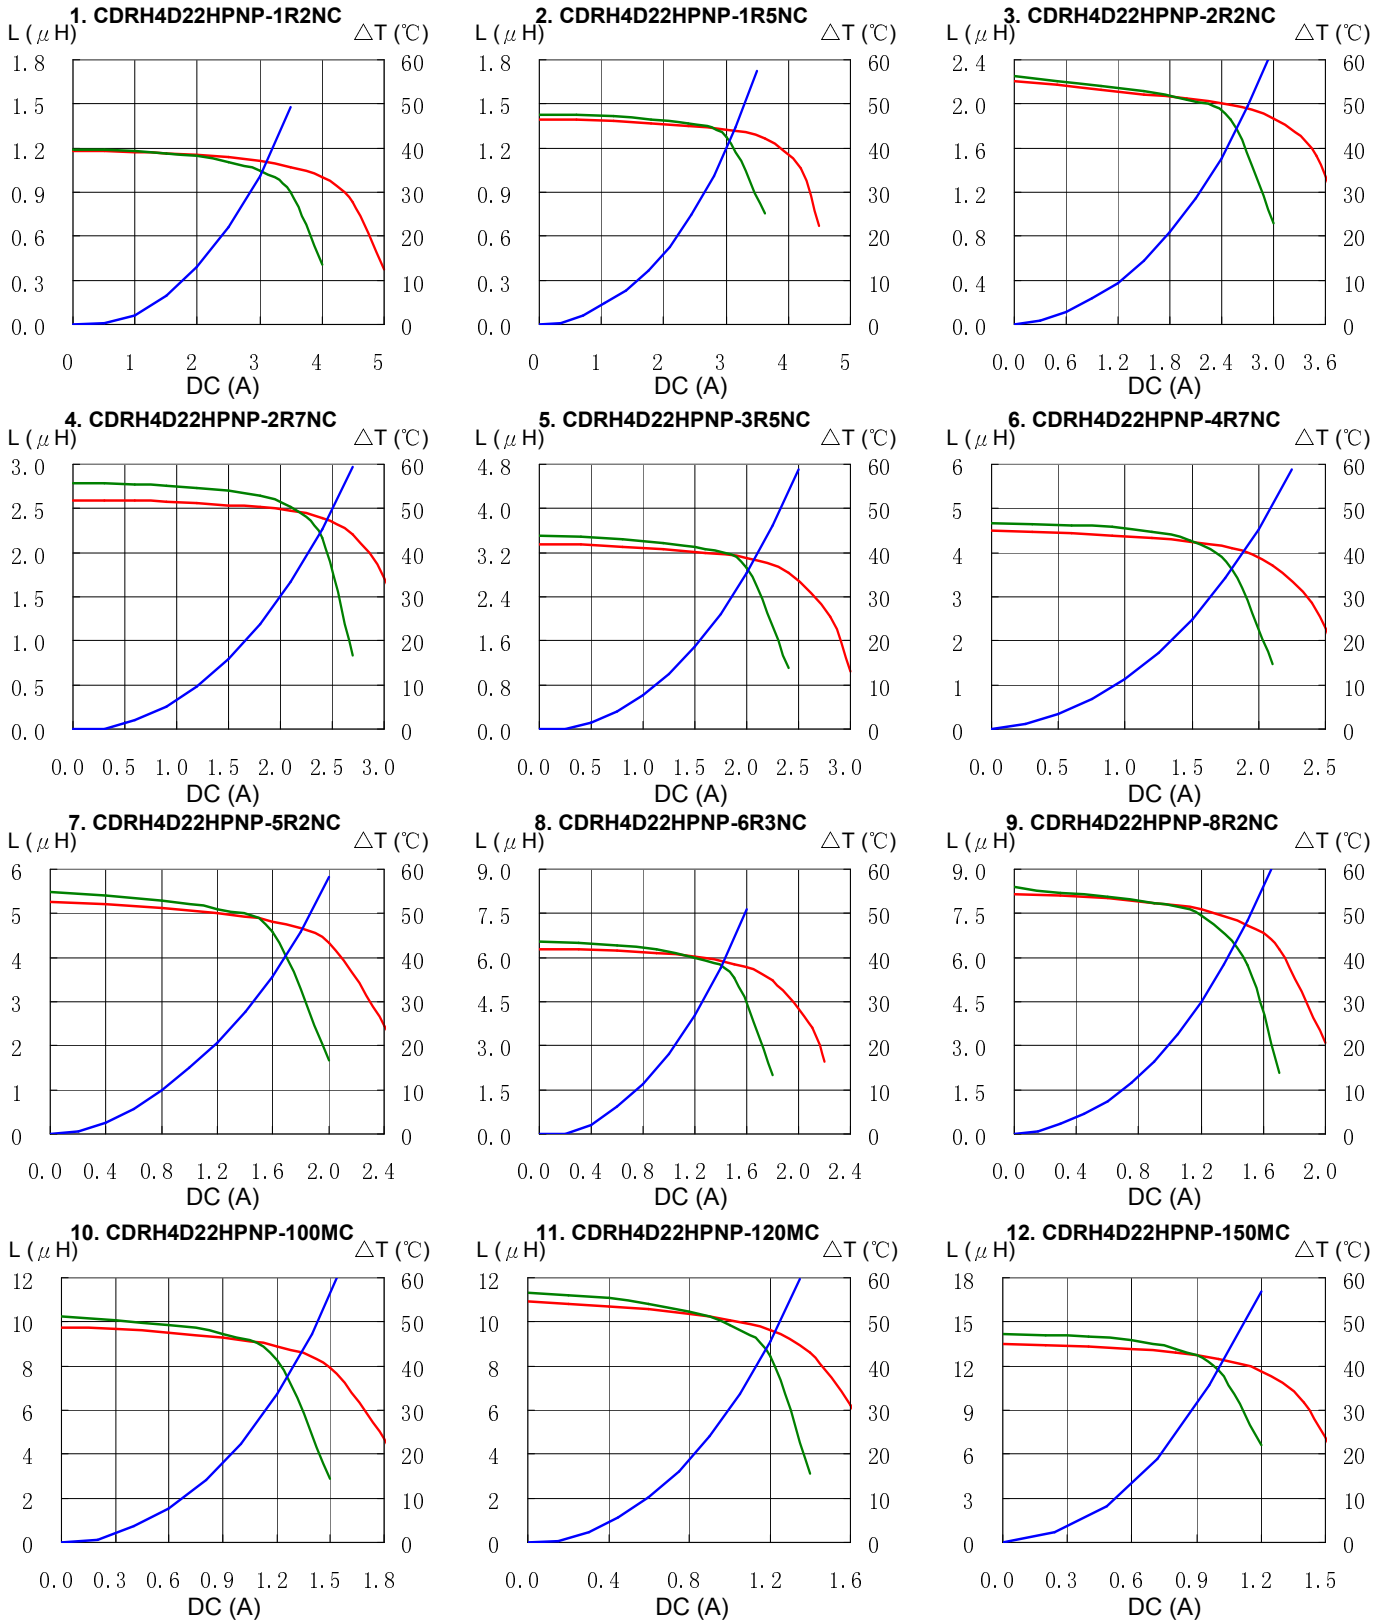 1. CDRH4D22HPNP-1R2NC
L (μH) △T (℃)
1.8 60
1.5 50
1.2 40
0.9 30
0.6 20
0.3 10
0.0 0
0 1 2 3 4 5
DC (A)
2. CDRH4D22HPNP-1R5NC
L (μH) △T (℃)
1.8 60
1.5 50
1.2 40
0.9 30
0.6 20
0.3 10
0.0 0
0 1 2 3 4 5
DC (A)
3. CDRH4D22HPNP-2R2NC
L (μH) △T (℃)
2.4 60
2.0 50
1.6 40
1.2 30
0.8 20
0.4 10
0.0 0
0.0 0.6 1.2 1.8 2.4 3.0 3.6
DC (A)
4. CDRH4D22HPNP-2R7NC
L (μH) △T (℃)
3.0 60
2.5 50
2.0 40
1.5 30
1.0 20
0.5 10
0.0 0
0.0 0.5 1.0 1.5 2.0 2.5 3.0
DC (A)
5. CDRH4D22HPNP-3R5NC
L (μH) △T (℃)
4.8 60
4.0 50
3.2 40
2.4 30
1.6 20
0.8 10
0.0 0
0.0 0.5 1.0 1.5 2.0 2.5 3.0
DC (A)
6. CDRH4D22HPNP-4R7NC
L (μH) △T (℃)
6 60
5 50
4 40
3 30
2 20
1 10
0 0
0.0 0.5 1.0 1.5 2.0 2.5
DC (A)
7. CDRH4D22HPNP-5R2NC
L (μH) △T (℃)
6 60
5 50
4 40
3 30
2 20
1 10
0 0
0.0 0.4 0.8 1.2 1.6 2.0 2.4
DC (A)
8. CDRH4D22HPNP-6R3NC
L (μH) △T (℃)
9.0 60
7.5 50
6.0 40
4.5 30
3.0 20
1.5 10
0.0 0
0.0 0.4 0.8 1.2 1.6 2.0 2.4
DC (A)
9. CDRH4D22HPNP-8R2NC
L (μH) △T (℃)
9.0 60
7.5 50
6.0 40
4.5 30
3.0 20
1.5 10
0.0 0
0.0 0.4 0.8 1.2 1.6 2.0
DC (A)
10. CDRH4D22HPNP-100MC
L (μH) △T (℃)
12 60
10 50
8 40
6 30
4 20
2 10
0 0
0.0 0.3 0.6 0.9 1.2 1.5 1.8
DC (A)
11. CDRH4D22HPNP-120MC
L (μH) △T (℃)
12 60
10 50
8 40
6 30
4 20
2 10
0 0
0.0 0.4 0.8 1.2 1.6
DC (A)
12. CDRH4D22HPNP-150MC
L (μH) △T (℃)
18 60
15 50
12 40
9 30
6 20
3 10
0 0
0.0 0.3 0.6 0.9 1.2 1.5
DC (A)